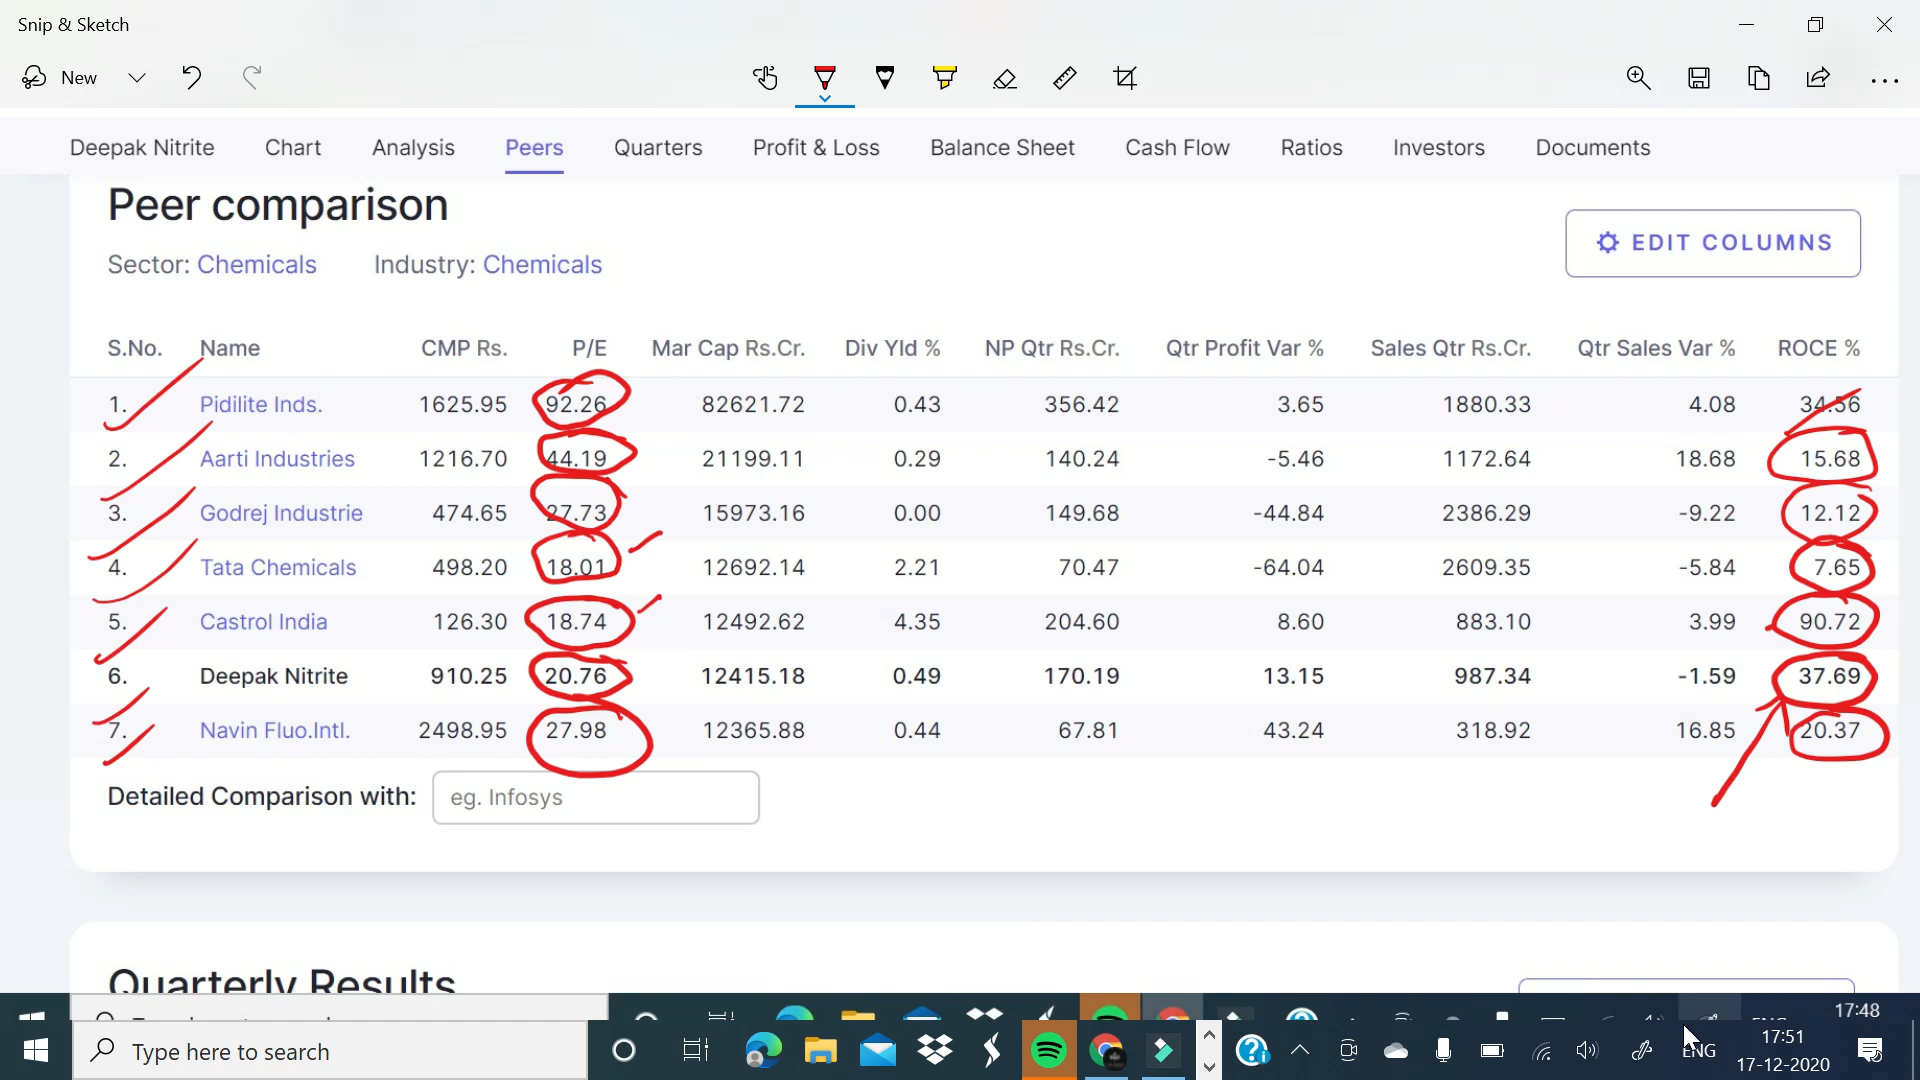 Snip & Sketch
New
Deepak Nitrite Chart Analysis Peers Quarters Profit & Loss Balance Sheet Cash Flow Ratios Investors Documents
Peer comparison
EDIT COLUMNS
Sector: Chemicals Industry: Chemicals
S.No. Name CMP Rs. P/E Mar Cap Rs.Cr. Div Yld % NP Qtr Rs.Cr. Qtr Profit Var % Sales Qtr Rs.Cr. Qtr Sales Var % ROCE %
1. Pidilite Inds. 1625.95 92.26 82621.72 0.43 356.42 3.65 1880.33 4.08 34.56
2. Aarti Industries 1216.70 44.19 21199.11 0.29 140.24 -5.46 1172.64 18.68 15.68
3. Godrej Industrie 474.65 27.73 15973.16 0.00 149.68 -44.84 2386.29 -9.22 12.12
4. Tata Chemicals 498.20 18.01 12692.14 2.21 70.47 -64.04 2609.35 -5.84 7.65
5. Castrol India 126.30 18.74 12492.62 4.35 204.60 8.60 883.10 3.99 90.72
6. Deepak Nitrite 910.25 20.76 12415.18 0.49 170.19 13.15 987.34 -1.59 37.69
7. Navin Fluo.Intl. 2498.95 27.98 12365.88 0.44 67.81 43.24 318.92 16.85 20.37
Detailed Comparison with: eg. Infosys
Quarterly Results
17:48
Type here to search
ENG
17:51
17-12-2020